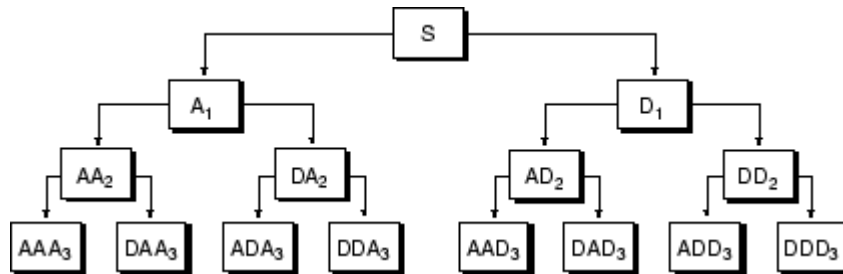 S
A₁ D₁
AA₂ DA₂ AD₂ DD₂
AAA₃ DAA₃ ADA₃ DDA₃ AAD₃ DAD₃ ADD₃ DDD₃